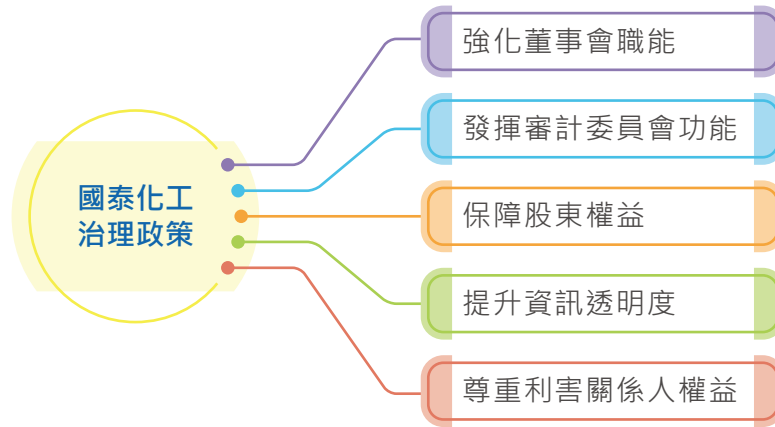 國泰化工
治理政策
強化董事會職能
發揮審計委員會功能
保障股東權益
提升資訊透明度
尊重利害關係人權益